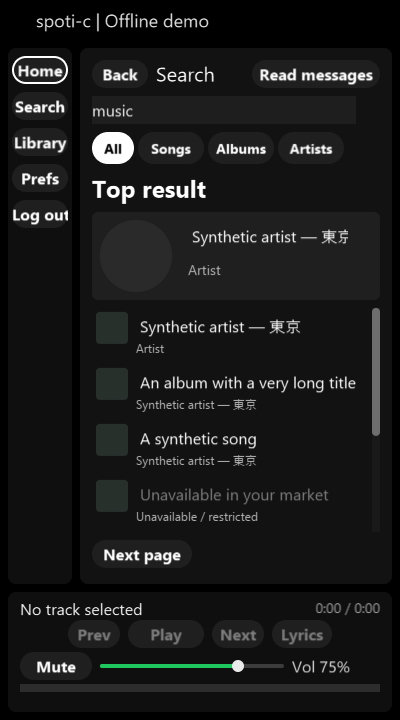 spoti-c | Offline demo
Home
Search
Library
Prefs
Log out
Back Search Read messages
music
All Songs Albums Artists
Top result
Synthetic artist — 東京
Artist
Synthetic artist — 東京
Artist
An album with a very long title
Synthetic artist — 東京
A synthetic song
Synthetic artist — 東京
Unavailable in your market
Unavailable / restricted
Next page
No track selected 0:00 / 0:00
Prev Play Next Lyrics
Mute Vol 75%